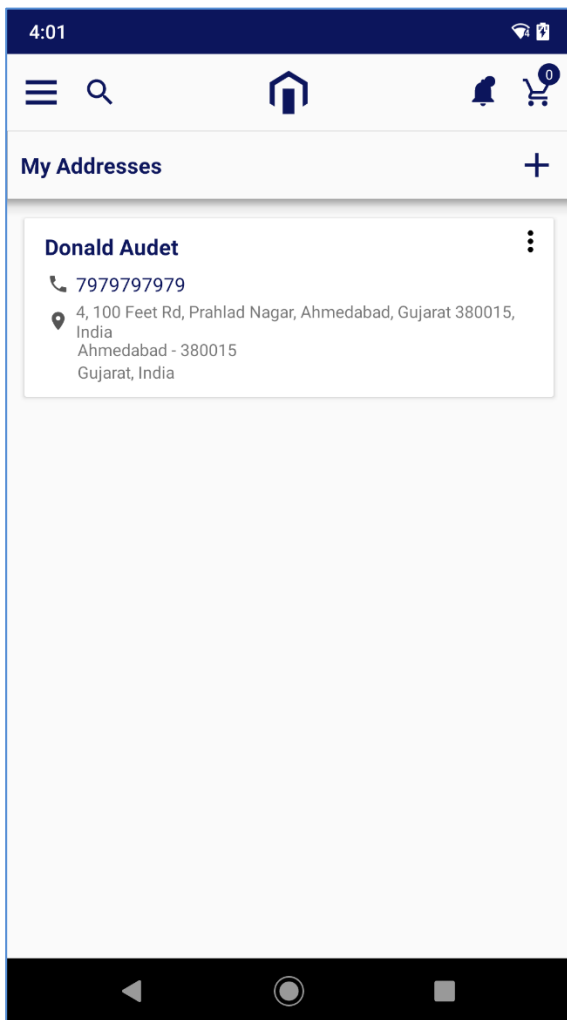 4:01
0
My Addresses
Donald Audet
7979797979
4, 100 Feet Rd, Prahlad Nagar, Ahmedabad, Gujarat 380015,
India
Ahmedabad - 380015
Gujarat, India